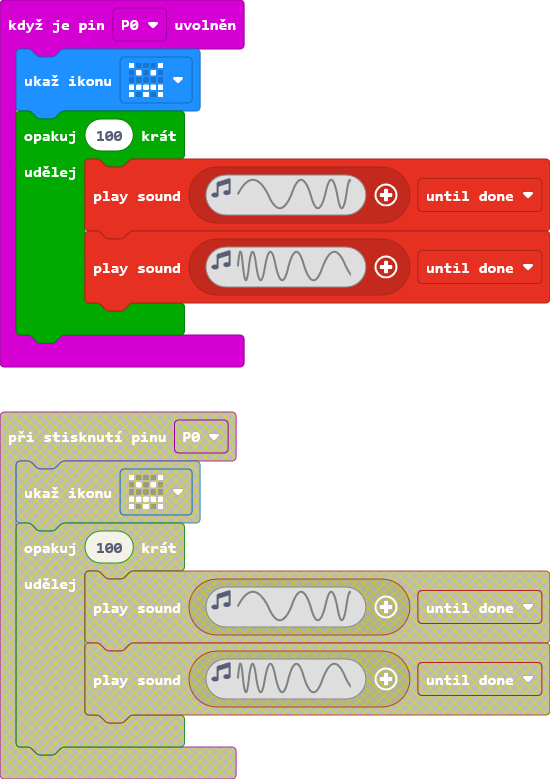 když je pin P0 uvolněn
ukaž ikonu
opakuj 100 krát
udělej
play sound until done
play sound until done
při stisknutí pinu P0
ukaž ikonu
opakuj 100 krát
udělej
play sound until done
play sound until done